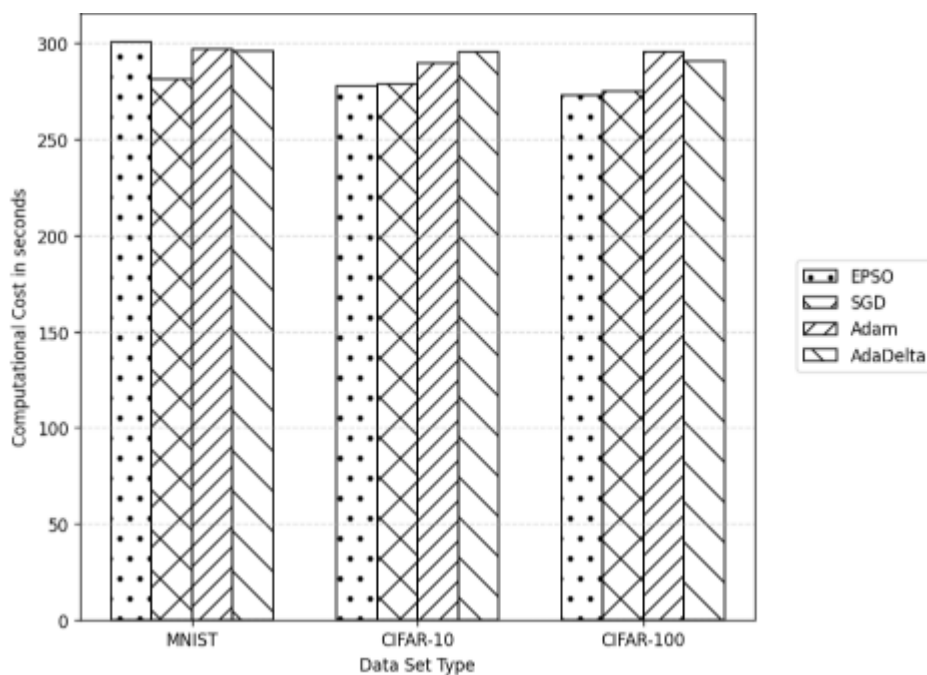 300
250
200
150
100
50
0
Computational Cost in seconds
MNIST
CIFAR-10
CIFAR-100
Data Set Type
EPSO
SGD
Adam
AdaDelta